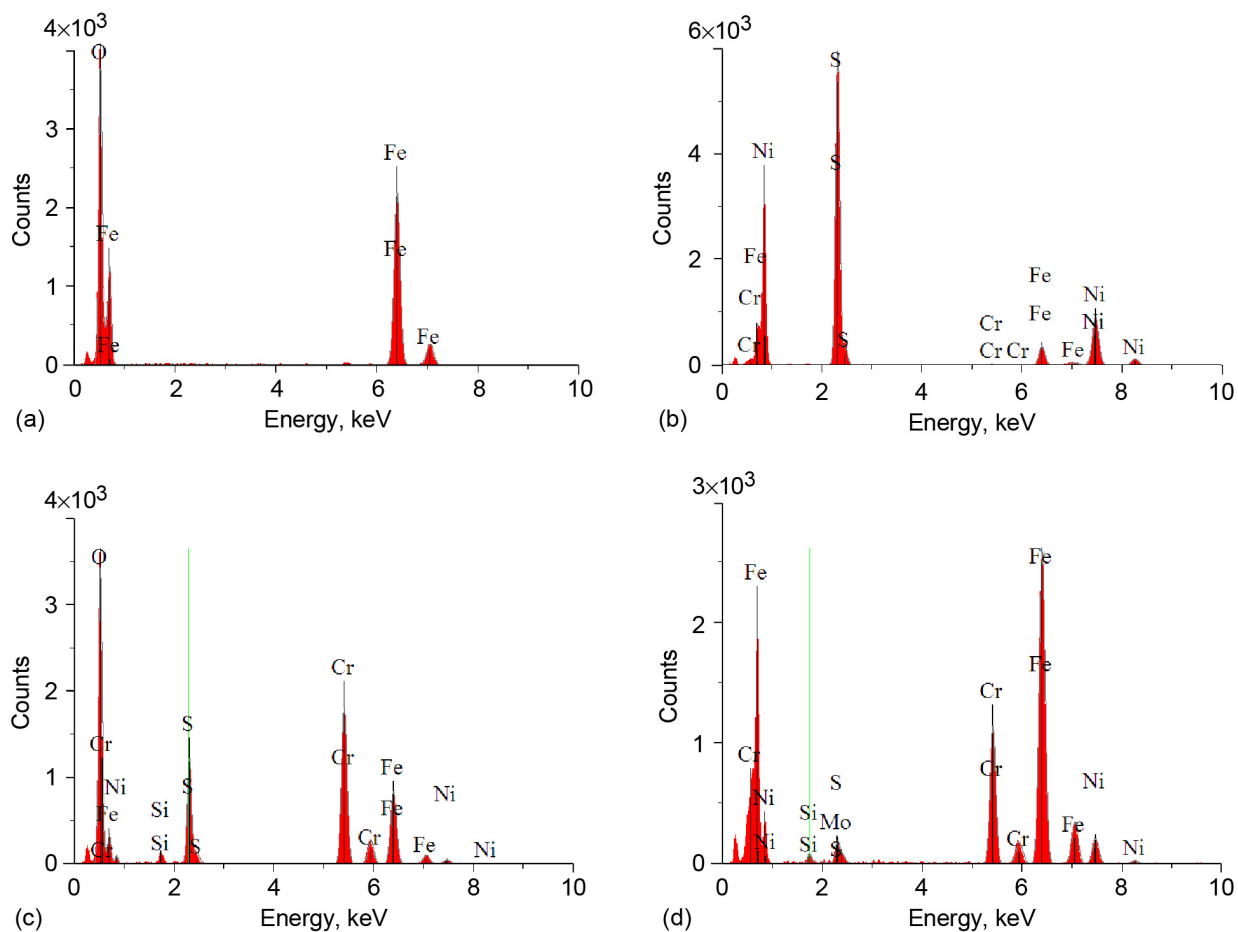 4×10³
O
3
Fe
2
Fe
Fe
1
Fe
Fe
0
0 2 4 6 8 10
Counts
Energy, keV
(a)
6×10³
S
4
Ni
S
Fe
Fe
2
Cr
Fe
Ni
Cr
Ni
Cr
S
Cr Cr
Fe
Ni
0
0 2 4 6 8 10
Counts
Energy, keV
(b)
4×10³
O
3
Cr
2
S
Cr
Cr
Fe
Ni
S
Ni
1
Fe
Si
Fe
Cr
Si
S
Cr
Fe
Ni
0
0 2 4 6 8 10
Counts
Energy, keV
(c)
3×10³
Fe
Fe
2
Cr
Fe
Cr
Cr
S
Ni
1
Ni
Si
Mo
Fe
Ni
Si
S
Cr
Ni
0
0 2 4 6 8 10
Counts
Energy, keV
(d)